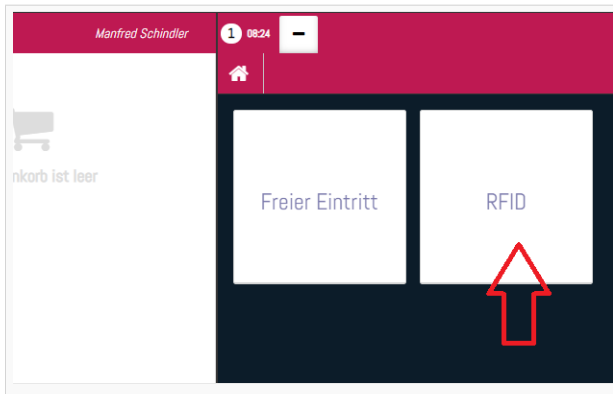 Manfred Schindler
1 08:24 −
nkorb ist leer
Freier Eintritt
RFID